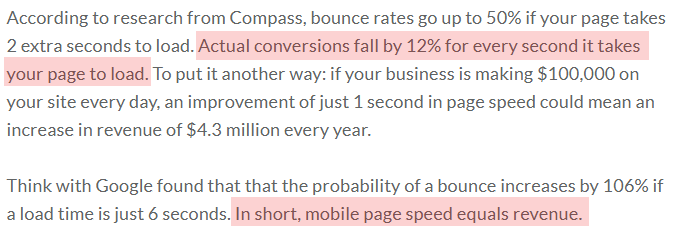 According to research from Compass, bounce rates go up to 50% if your page takes
2 extra seconds to load. Actual conversions fall by 12% for every second it takes
your page to load. To put it another way: if your business is making $100,000 on
your site every day, an improvement of just 1 second in page speed could mean an
increase in revenue of $4.3 million every year.
Think with Google found that that the probability of a bounce increases by 106% if
a load time is just 6 seconds. In short, mobile page speed equals revenue.